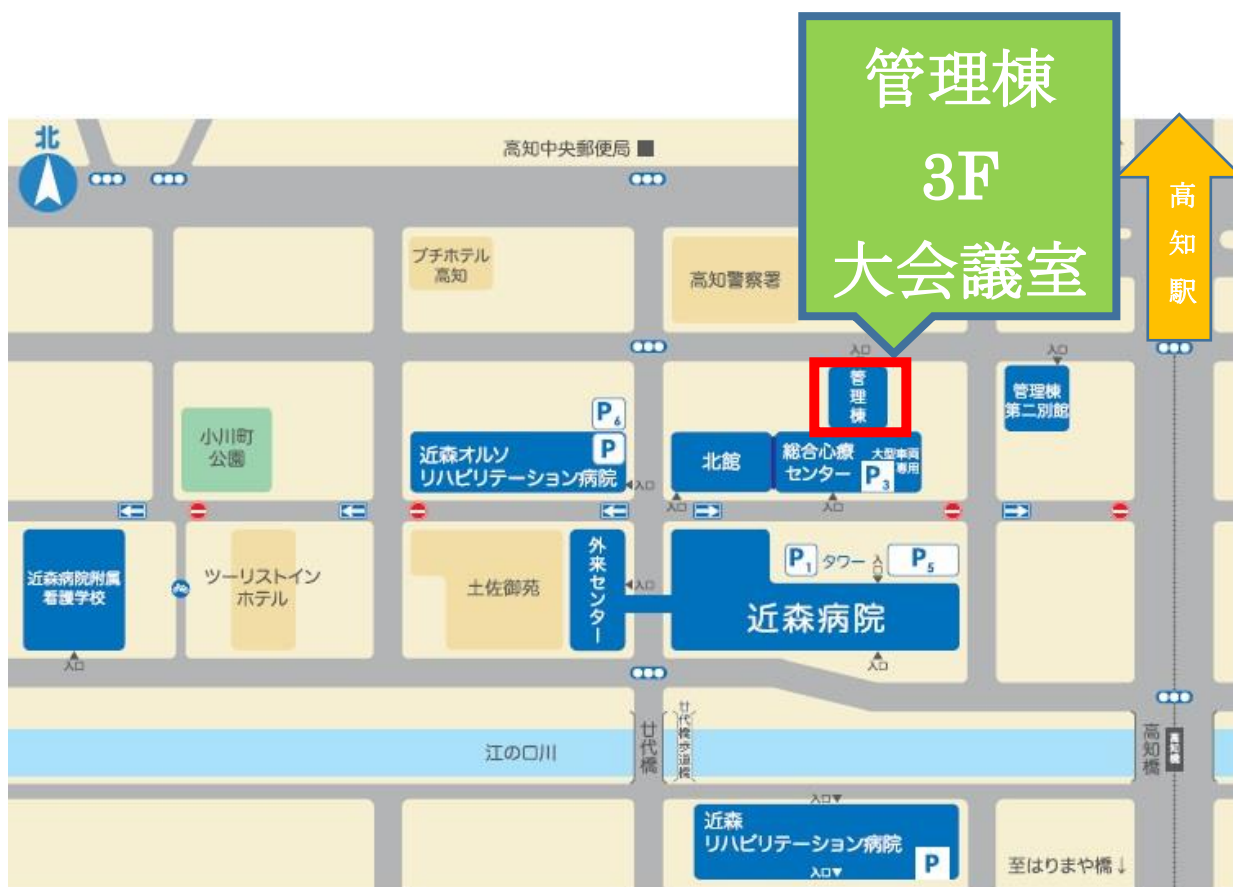 管理棟
3F
大会議室
北
高知中央郵便局
高知駅
プチホテル
高知
高知警察署
入口
入口
管理棟
管理棟
第二別館
小川町
公園
P6
P
近森オルソ
リハビリテーション病院
入口
北館
総合心療
センター
大型車両
専用
P3
入口
入口
近森病院附属
看護学校
入口
ツーリストイン
ホテル
土佐御苑
外来センター
入口
P1
タワー
入口
P5
近森病院
入口
江の口川
廿代橋
廿代橋歩道橋
高知橋
高知橋
入口
近森
リハビリテーション病院
P
入口
至はりまや橋↓